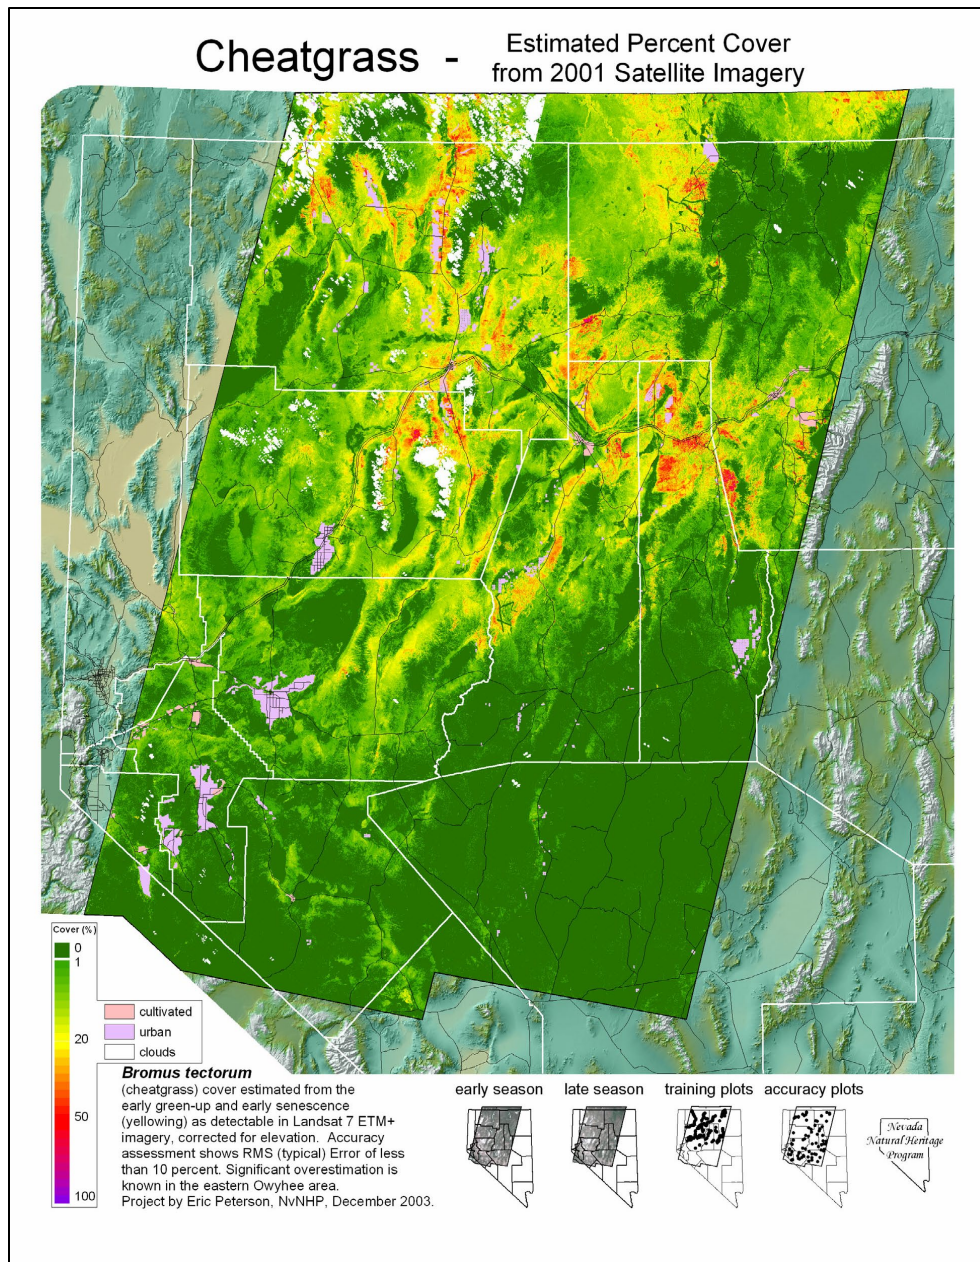 Cheatgrass -
Estimated Percent Cover
from 2001 Satellite Imagery
Cover (%)
0
1
20
50
100
cultivated
urban
clouds
Bromus tectorum
(cheatgrass) cover estimated from the
early green-up and early senescence
(yellowing) as detectable in Landsat 7 ETM+
imagery, corrected for elevation. Accuracy
assessment shows RMS (typical) Error of less
than 10 percent. Significant overestimation is
known in the eastern Owyhee area.
Project by Eric Peterson, NvNHP, December 2003.
early season
late season
training plots
accuracy plots
Nevada
Natural Heritage
Program